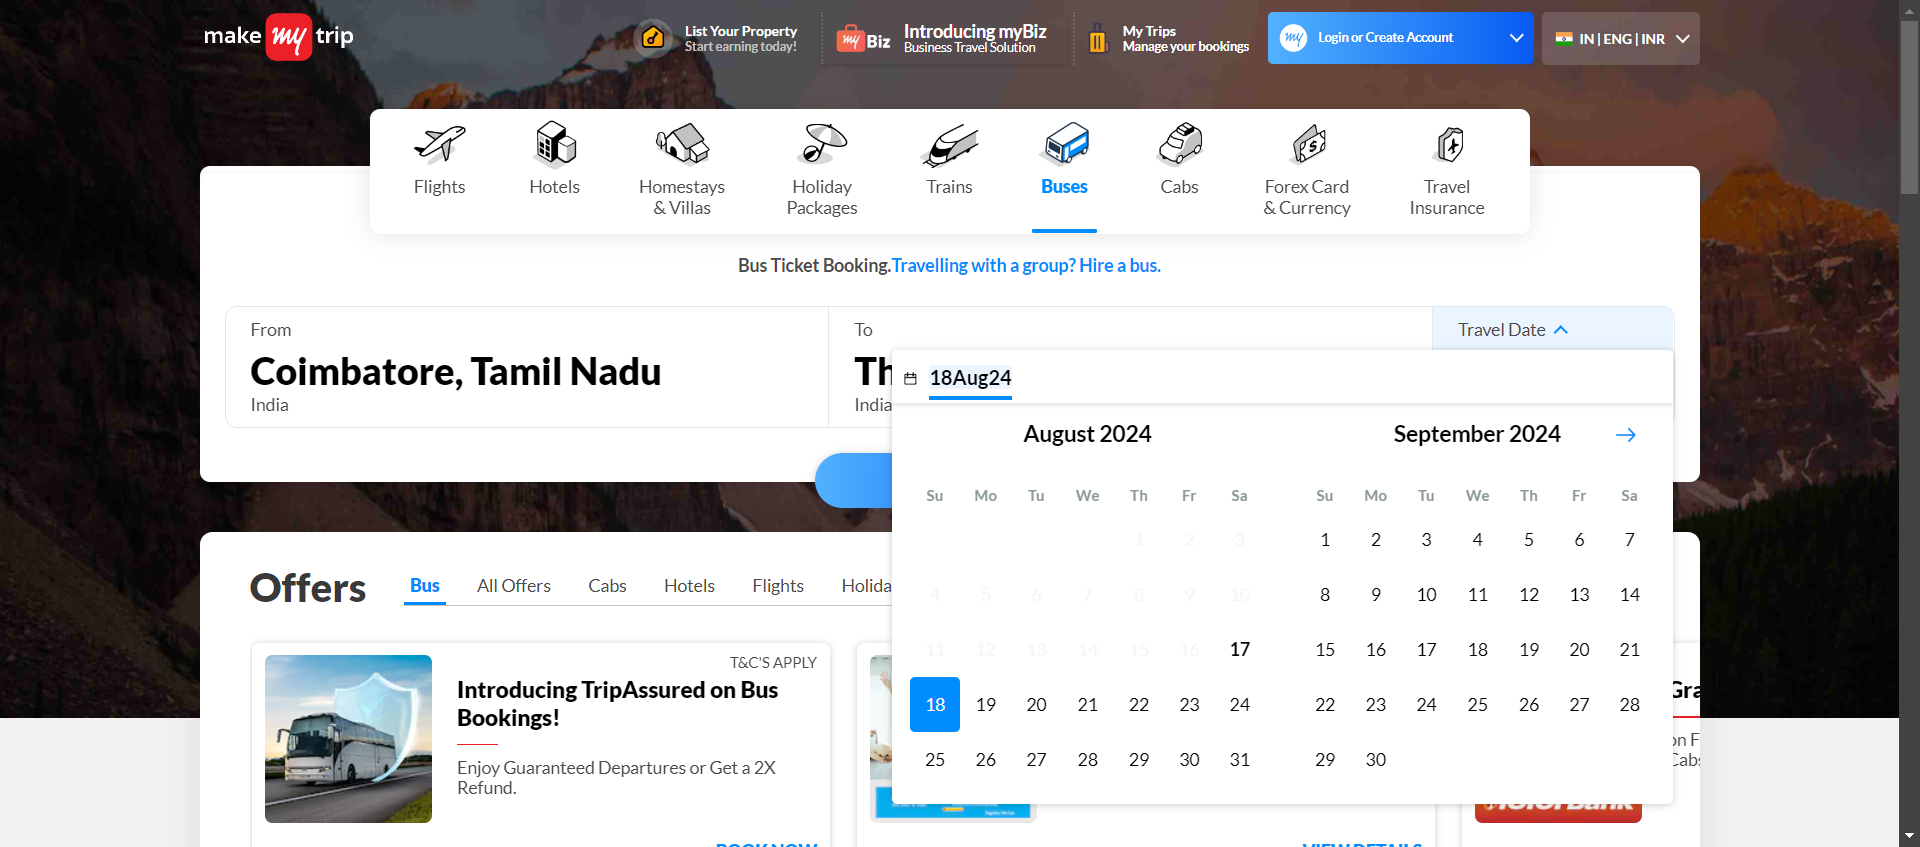 make my trip
List Your Property
Start earning today!
my Biz
Introducing myBiz
Business Travel Solution
My Trips
Manage your bookings
my
Login or Create Account
IN | ENG | INR
Flights
Hotels
Homestays
& Villas
Holiday
Packages
Trains
Buses
Cabs
Forex Card
& Currency
Travel
Insurance
Bus Ticket Booking.Travelling with a group? Hire a bus.
From
Coimbatore, Tamil Nadu
India
To
Th
India
Travel Date
18Aug24
August 2024
Su Mo Tu We Th Fr Sa
1 2 3
4 5 6 7 8 9 10
11 12 13 14 15 16 17
18 19 20 21 22 23 24
25 26 27 28 29 30 31
September 2024
Su Mo Tu We Th Fr Sa
1 2 3 4 5 6 7
8 9 10 11 12 13 14
15 16 17 18 19 20 21
22 23 24 25 26 27 28
29 30
Offers
Bus All Offers Cabs Hotels Flights Holida
T&C'S APPLY
Introducing TripAssured on Bus
Bookings!
Enjoy Guaranteed Departures or Get a 2X
Refund.
BOOK NOW
VIEW DETAILS
Gra
on F
Cabs